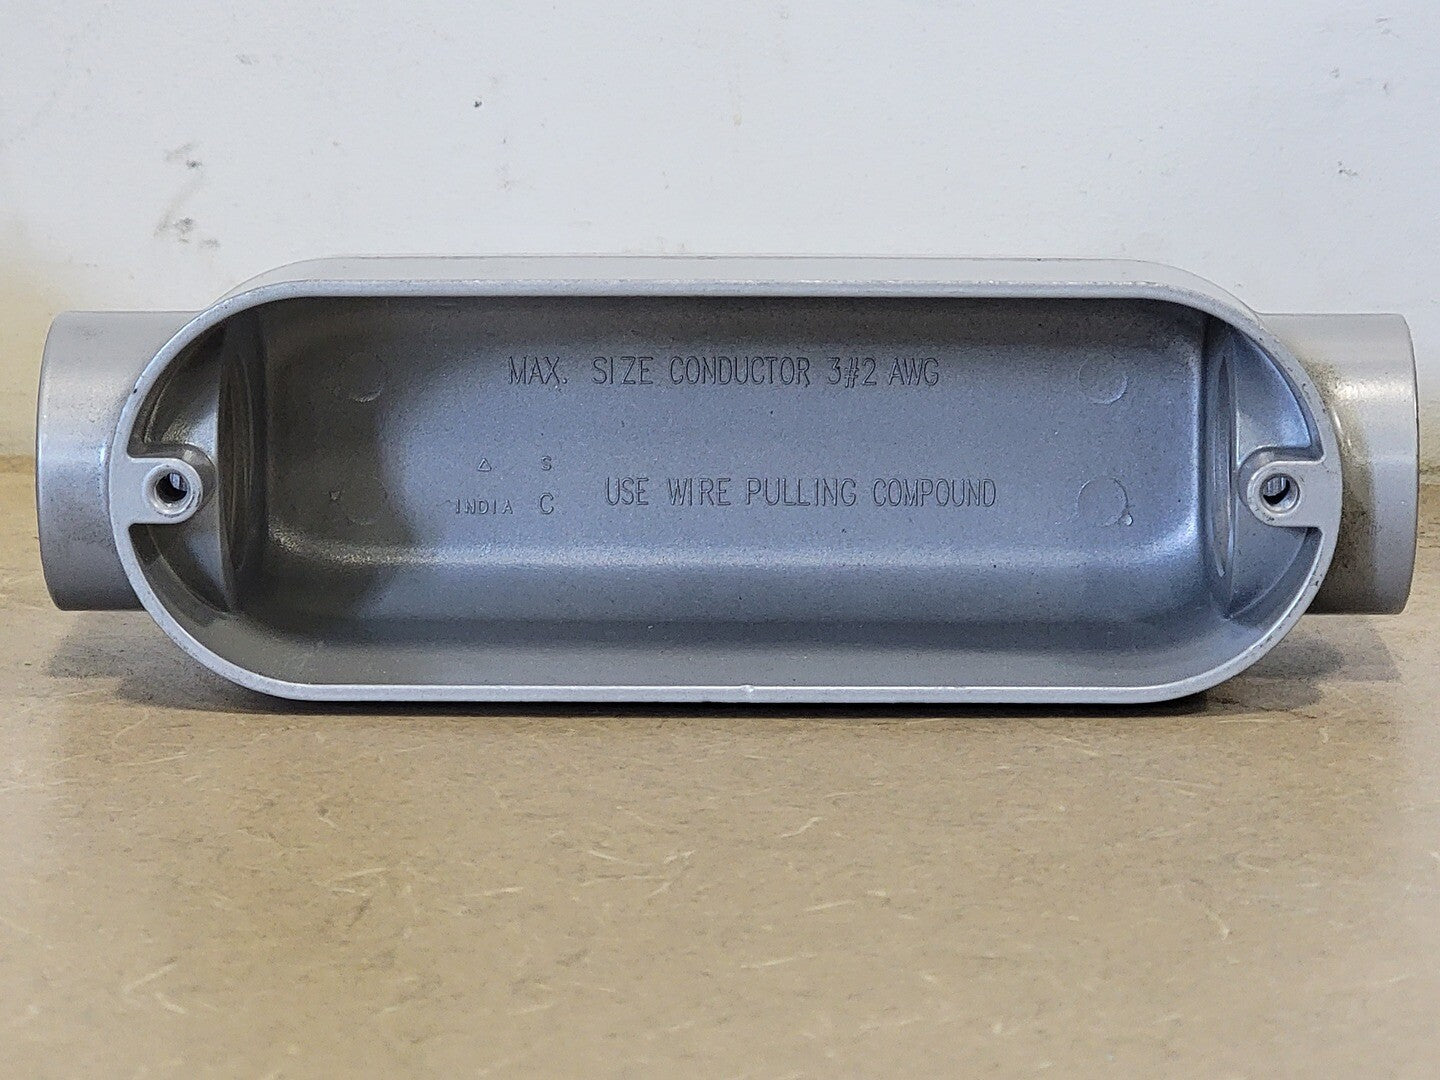 MAX. SIZE CONDUCTOR 3#2 AWG
S
INDIA C USE WIRE PULLING COMPOUND